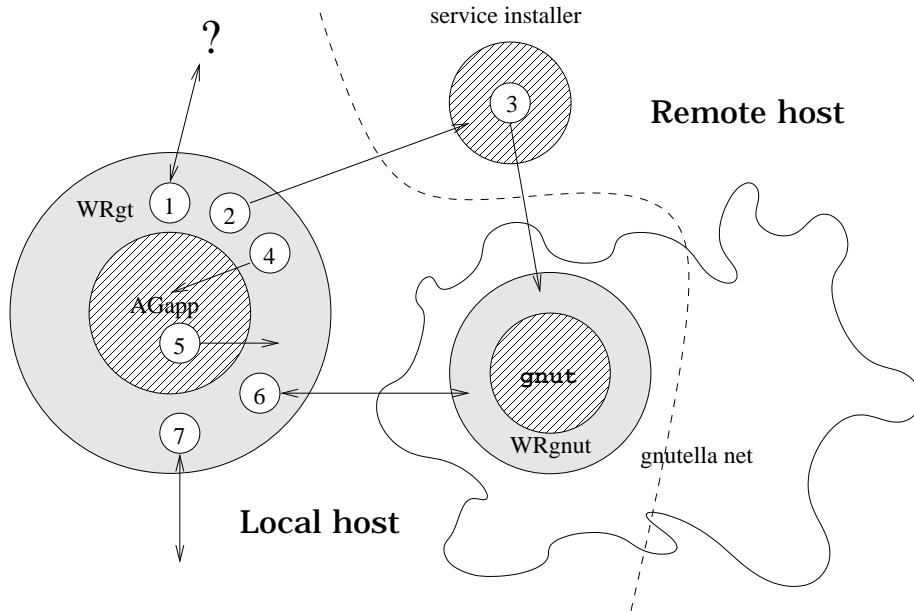 service installer
?
3
Remote host
WRgt
1
2
4
AGapp
5
gnut
6
WRgnut
7
gnutella net
Local host